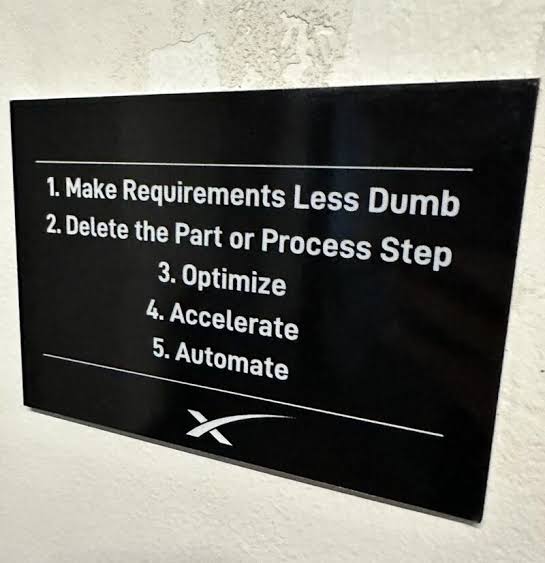 1. Make Requirements Less Dumb
2. Delete the Part or Process Step
3. Optimize
4. Accelerate
5. Automate